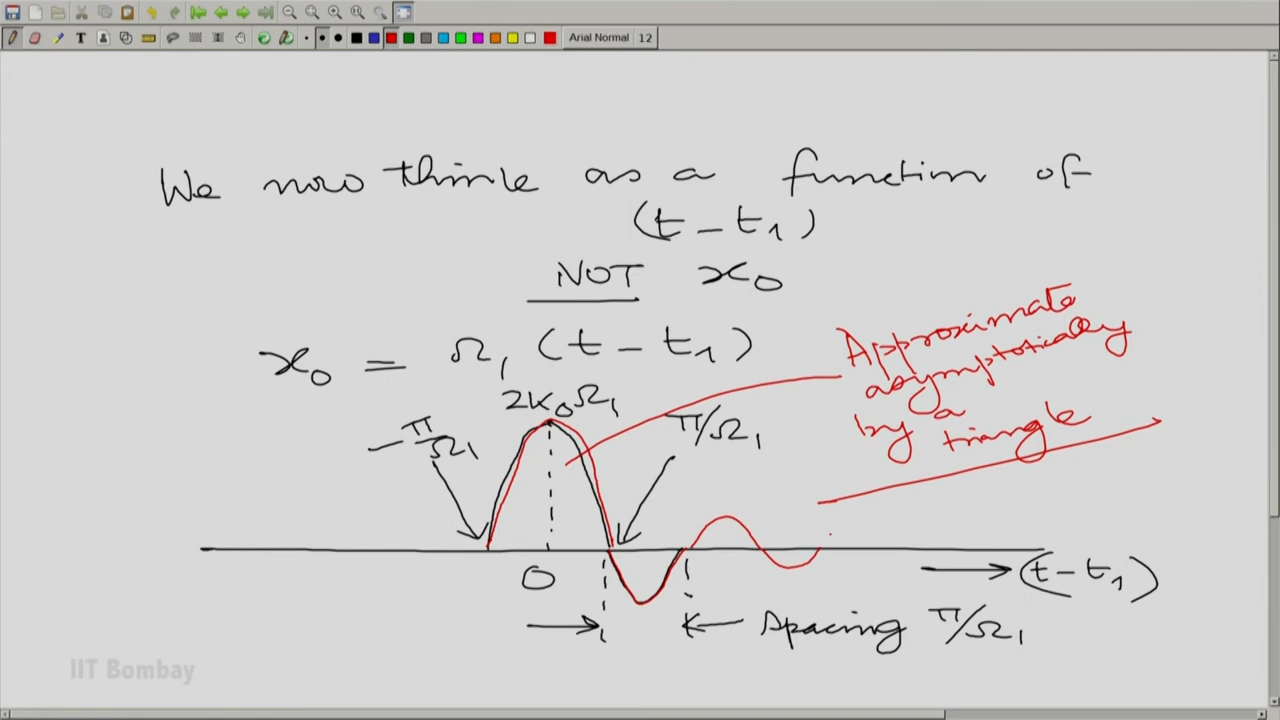 Arial Normal 12
We now think as a function of
(t - t₁)
NOT x₀
x₀ = Ω₁ (t - t₁)
Approximate
asymptotically
by a
triangle
2K₀Ω₁
-π/Ω₁
π/Ω₁
0
(t - t₁)
Spacing π/Ω₁
IIT Bombay